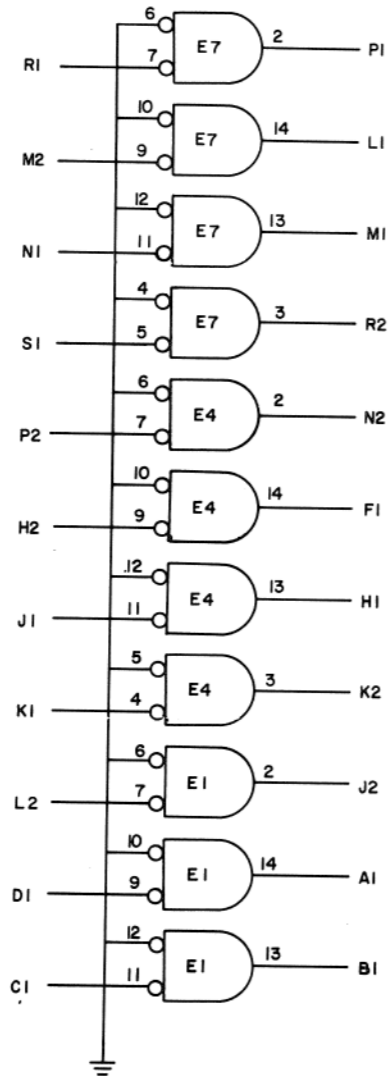 6 E7 2 P1
R1 7
10 E7 14 L1
M2 9
12 E7 13 M1
N1 11
4 E7 3 R2
S1 5
6 E4 2 N2
P2 7
10 E4 14 F1
H2 9
.12 E4 13 H1
J1 11
5 E4 3 K2
K1 4
6 E1 2 J2
L2 7
10 E1 14 A1
D1 9
12 E1 13 B1
C1 11